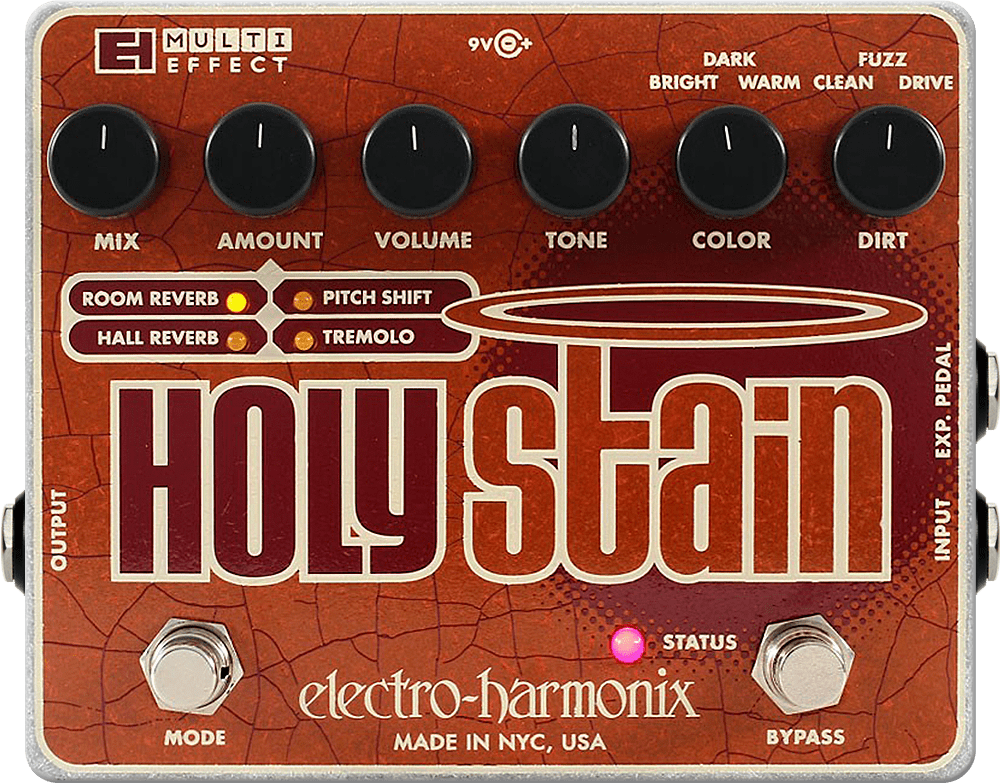 EH MULTI
EFFECT
9V +
DARK
BRIGHT WARM
FUZZ
CLEAN DRIVE
MIX AMOUNT VOLUME TONE COLOR DIRT
ROOM REVERB PITCH SHIFT
HALL REVERB TREMOLO
HOLY Stain
EXP. PEDAL
INPUT
OUTPUT
STATUS
electro-harmonix
MODE MADE IN NYC, USA BYPASS